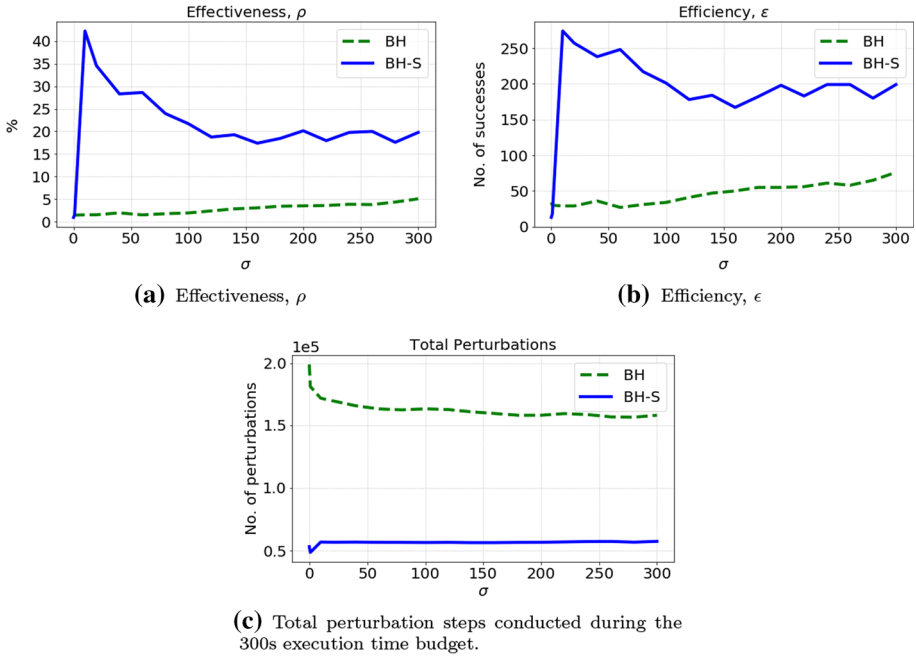 Effectiveness, ρ
%
40
35
30
25
20
15
10
5
0
BH
BH-S
0 50 100 150 200 250 300
σ
(a) Effectiveness, ρ
Efficiency, ϵ
No. of successes
250
200
150
100
50
0
BH
BH-S
0 50 100 150 200 250 300
σ
(b) Efficiency, ϵ
Total Perturbations
1e5
No. of perturbations
2.0
1.5
1.0
0.5
BH
BH-S
0 50 100 150 200 250 300
σ
(c) Total perturbation steps conducted during the
300s execution time budget.